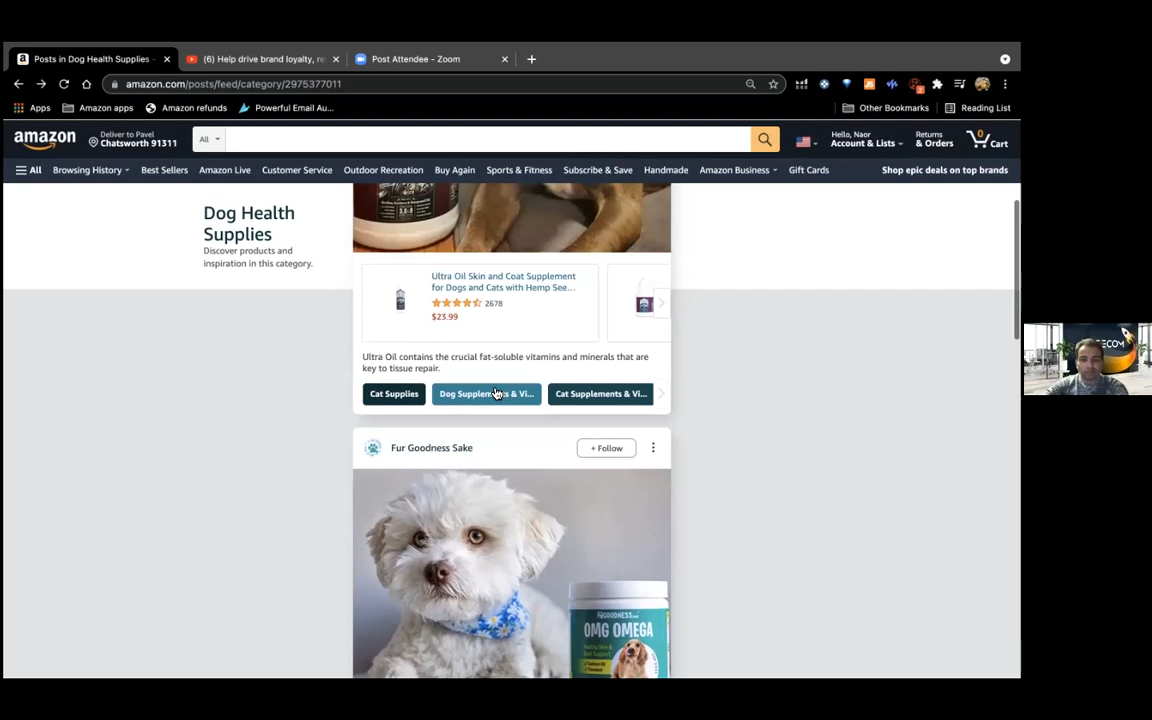 Posts in Dog Health Supplies -
(6) Help drive brand loyalty, re
Post Attendee - Zoom
amazon.com/posts/feed/category/2975377011
2
Apps
Amazon apps
Amazon refunds
Powerful Email Au...
Other Bookmarks
Reading List
amazon
Deliver to Pavel
Chatsworth 91311
All
Hello, Naor
Account & Lists
Returns
& Orders
0
Cart
All
Browsing History
Best Sellers
Amazon Live
Customer Service
Outdoor Recreation
Buy Again
Sports & Fitness
Subscribe & Save
Handmade
Amazon Business
Gift Cards
Shop epic deals on top brands
Dog Health
Supplies
Discover products and
inspiration in this category.
Ultra Oil Skin and Coat Supplement
for Dogs and Cats with Hemp See...
2678
$23.99
Ultra Oil contains the crucial fat-soluble vitamins and minerals that are
key to tissue repair.
Cat Supplies
Dog Supplements & Vi...
Cat Supplements & Vi...
Fur Goodness Sake
+ Follow
OMG OMEGA
ECOM